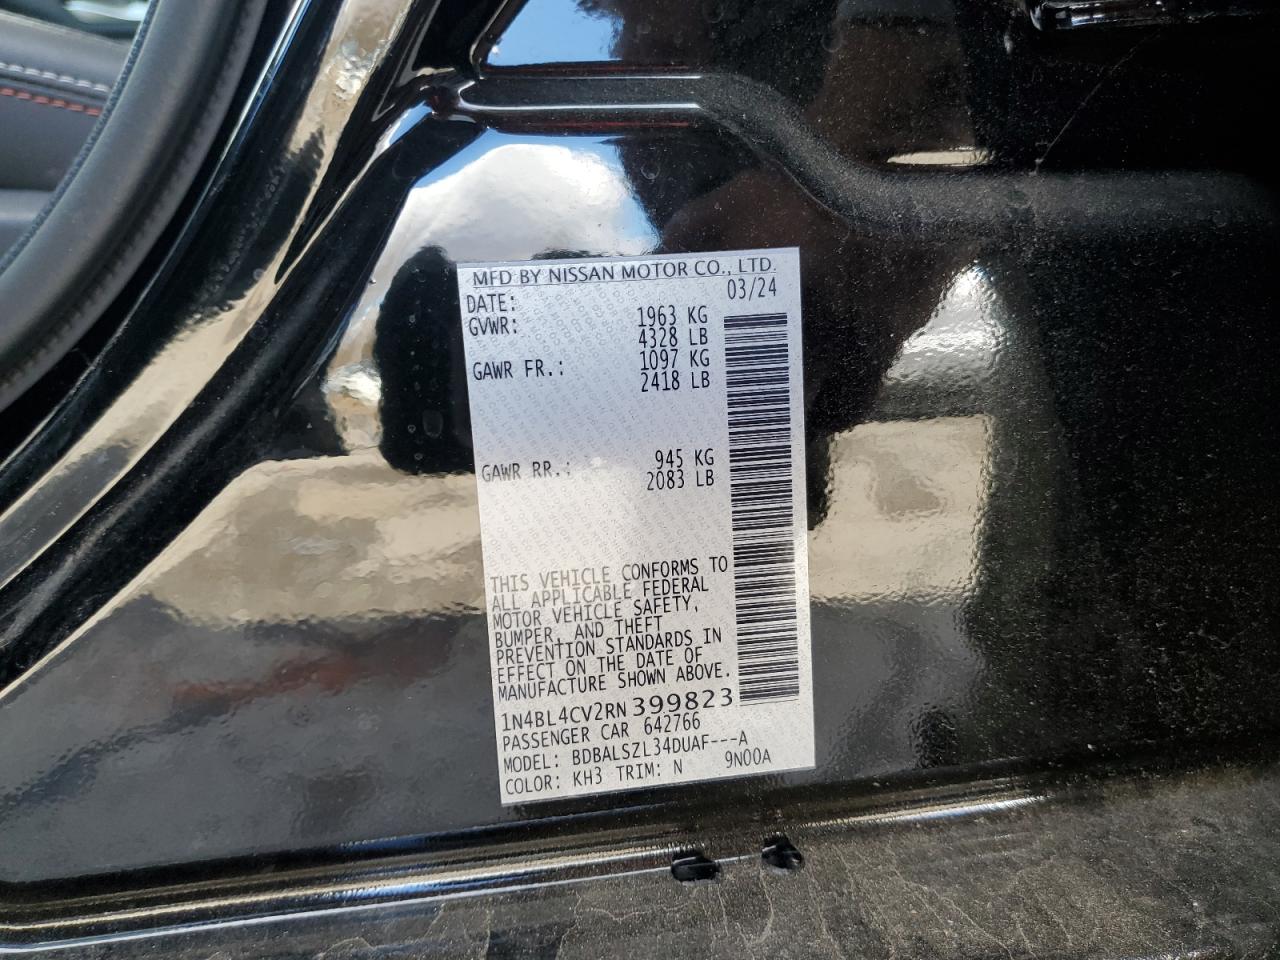 MFD BY NISSAN MOTOR CO., LTD.
DATE: 03/24
GVWR: 1963 KG
4328 LB
GAWR FR.: 1097 KG
2418 LB
GAWR RR.: 945 KG
2083 LB
THIS VEHICLE CONFORMS TO
ALL APPLICABLE FEDERAL
MOTOR VEHICLE SAFETY,
BUMPER, AND THEFT
PREVENTION STANDARDS IN
EFFECT ON THE DATE OF
MANUFACTURE SHOWN ABOVE.
1N4BL4CV2RN399823
PASSENGER CAR 642766
MODEL: BDBALSZL34DUAF---A
COLOR: KH3 TRIM: N 9N00A